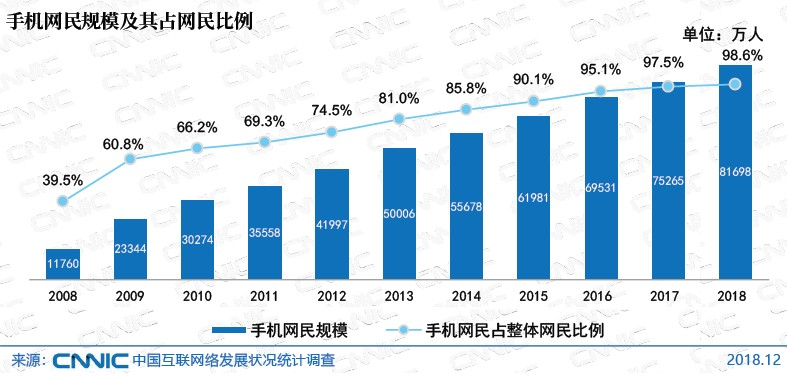 手机网民规模及其占网民比例
单位：万人
39.5% 60.8% 66.2% 69.3% 74.5% 81.0% 85.8% 90.1% 95.1% 97.5% 98.6%
11760 23344 30274 35558 41997 50006 55678 61981 69531 75265 81698
2008 2009 2010 2011 2012 2013 2014 2015 2016 2017 2018
手机网民规模 手机网民占整体网民比例
来源：CNNIC 中国互联网络发展状况统计调查 2018.12